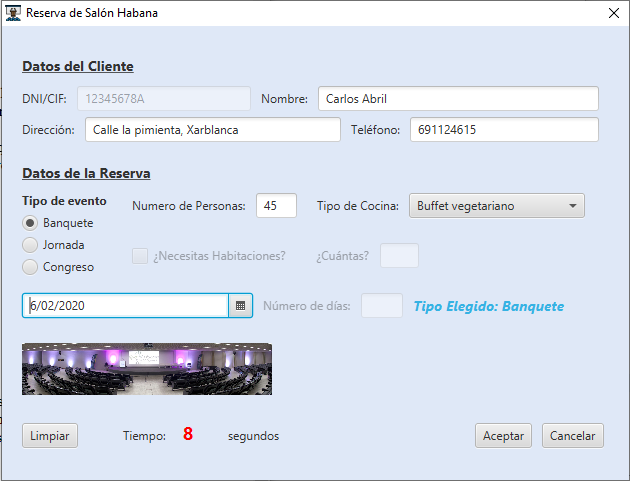 Reserva de Salón Habana
Datos del Cliente
DNI/CIF: 12345678A Nombre: Carlos Abril
Dirección: Calle la pimienta, Xarblanca Teléfono: 691124615
Datos de la Reserva
Tipo de evento
Numero de Personas: 45 Tipo de Cocina: Buffet vegetariano
Banquete
Jornada
¿Necesitas Habitaciones? ¿Cuántas?
Congreso
6/02/2020 Número de días: Tipo Elegido: Banquete
Limpiar Tiempo: 8 segundos Aceptar Cancelar